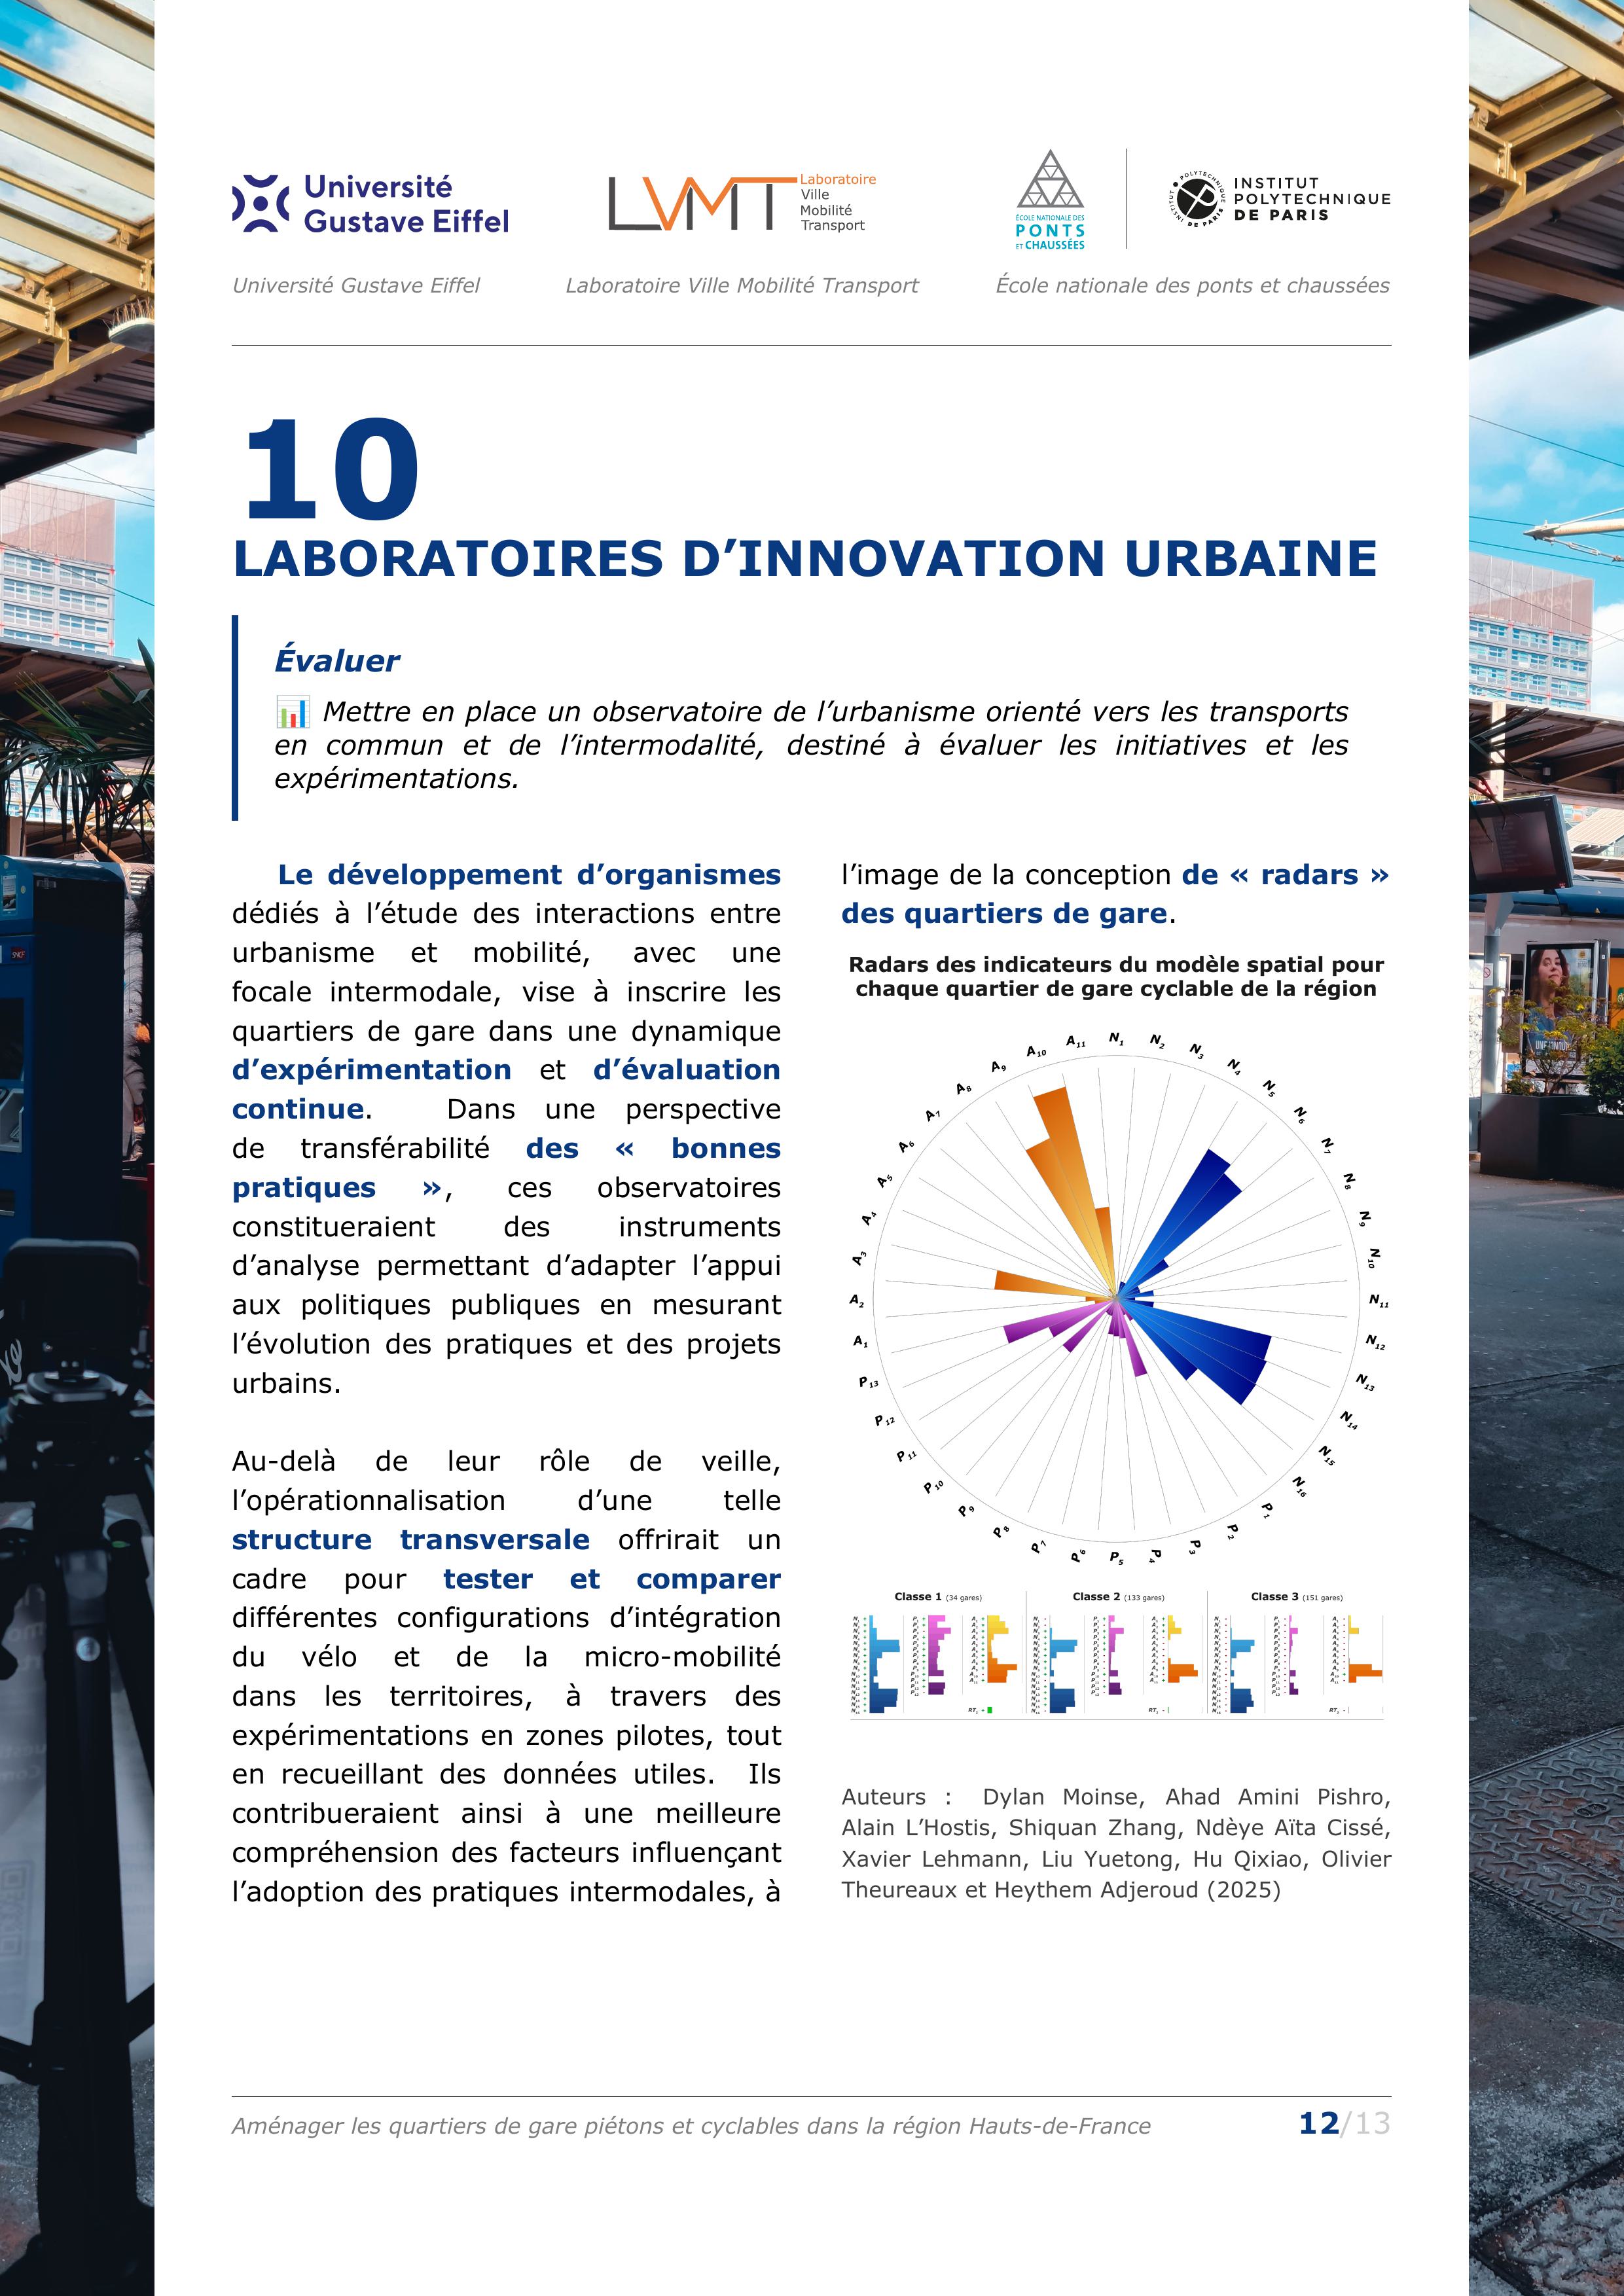 Université
Gustave Eiffel
LVMT
Laboratoire
Ville
Mobilité
Transport
ÉCOLE NATIONALE DES
PONTS
ET CHAUSSÉES
INSTITUT POLYTECHNIQUE DE PARIS
INSTITUT
POLYTECHNIQUE
DE PARIS
Université Gustave Eiffel
Laboratoire Ville Mobilité Transport
École nationale des ponts et chaussées
10
LABORATOIRES D’INNOVATION URBAINE
Évaluer
📊 Mettre en place un observatoire de l’urbanisme orienté vers les transports
en commun et de l’intermodalité, destiné à évaluer les initiatives et les
expérimentations.
Le développement d’organismes
dédiés à l’étude des interactions entre
urbanisme et mobilité, avec une
focale intermodale, vise à inscrire les
quartiers de gare dans une dynamique
d’expérimentation et d’évaluation
continue. Dans une perspective
de transférabilité des « bonnes
pratiques », ces observatoires
constitueraient des instruments
d’analyse permettant d’adapter l’appui
aux politiques publiques en mesurant
l’évolution des pratiques et des projets
urbains.
Au-delà de leur rôle de veille,
l’opérationnalisation d’une telle
structure transversale offrirait un
cadre pour tester et comparer
différentes configurations d’intégration
du vélo et de la micro-mobilité
dans les territoires, à travers des
expérimentations en zones pilotes, tout
en recueillant des données utiles. Ils
contribueraient ainsi à une meilleure
compréhension des facteurs influençant
l’adoption des pratiques intermodales, à
l’image de la conception de « radars »
des quartiers de gare.
Radars des indicateurs du modèle spatial pour
chaque quartier de gare cyclable de la région
N1
N2
N3
N4
N5
N6
N7
N8
N9
N10
N11
N12
N13
N14
N15
N16
P1
P2
P3
P4
P5
P6
P7
P8
P9
P10
P11
P12
P13
A1
A2
A3
A4
A5
A6
A7
A8
A9
A10
A11
Classe 1 (34 gares)
Classe 2 (133 gares)
Classe 3 (151 gares)
RT1 +
RT1 -
RT1 -
Auteurs : Dylan Moinse, Ahad Amini Pishro,
Alain L’Hostis, Shiquan Zhang, Ndèye Aïta Cissé,
Xavier Lehmann, Liu Yuetong, Hu Qixiao, Olivier
Theureaux et Heythem Adjeroud (2025)
Aménager les quartiers de gare piétons et cyclables dans la région Hauts-de-France
12/13
SNCF